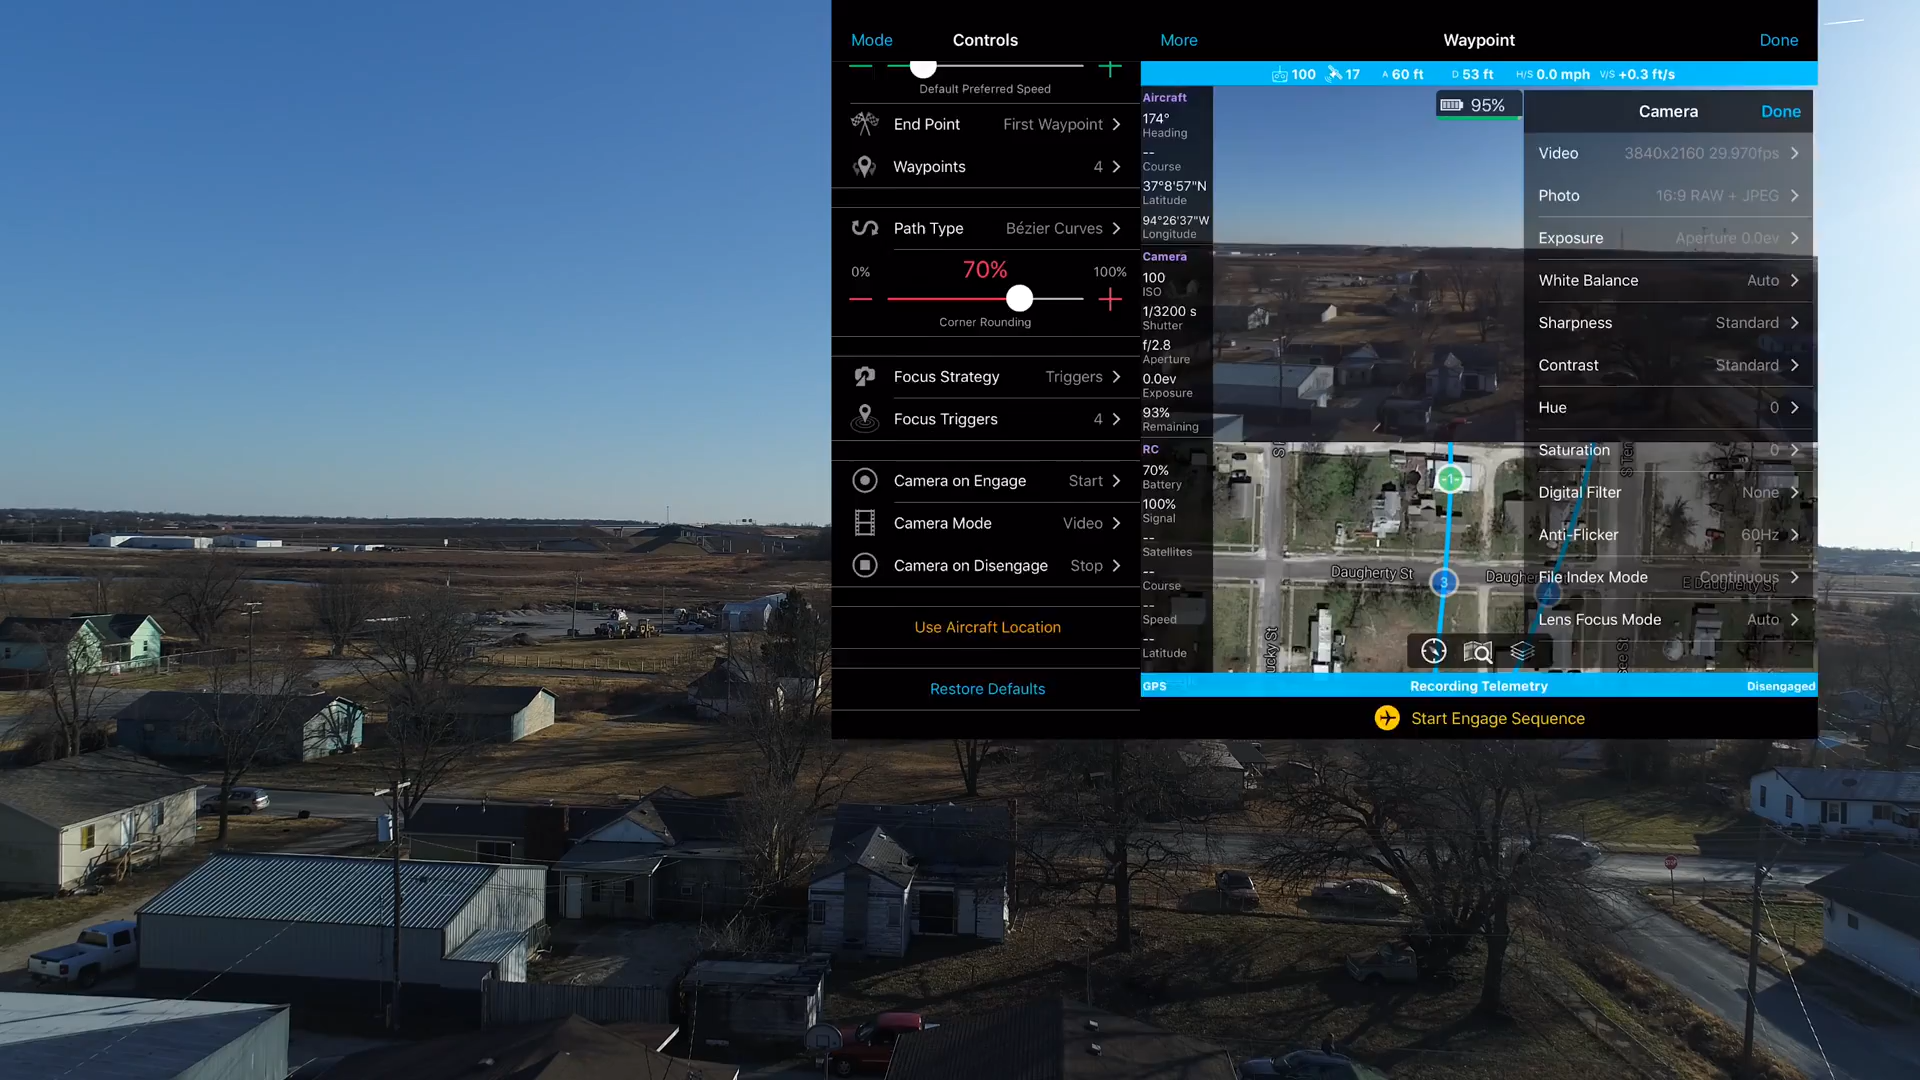 Mode
Controls
Default Preferred Speed
End Point First Waypoint
Waypoints 4
Path Type Bézier Curves
0% 70% 100%
Corner Rounding
Focus Strategy Triggers
Focus Triggers 4
Camera on Engage Start
Camera Mode Video
Camera on Disengage Stop
Use Aircraft Location
Restore Defaults
More
Waypoint
Done
100 17 A 60 ft D 53 ft H/S 0.0 mph V/S +0.3 ft/s
Aircraft
174°
Heading
--
Course
37°8'57"N
Latitude
94°26'37"W
Longitude
Camera
100
ISO
1/3200 s
Shutter
f/2.8
Aperture
0.0ev
Exposure
93%
Remaining
RC
70%
Battery
100%
Signal
--
Satellites
--
Course
--
Speed
--
Latitude
95%
Camera
Done
Video 3840x2160 29.970fps
Photo 16:9 RAW + JPEG
Exposure Aperture 0.0ev
White Balance Auto
Sharpness Standard
Contrast Standard
Hue 0
Saturation 0
Digital Filter None
Anti-Flicker 60Hz
File Index Mode Continuous
Lens Focus Mode Auto
1
3
4
Daugherty St
E Daugherty St
GPS
Recording Telemetry
Disengaged
Start Engage Sequence